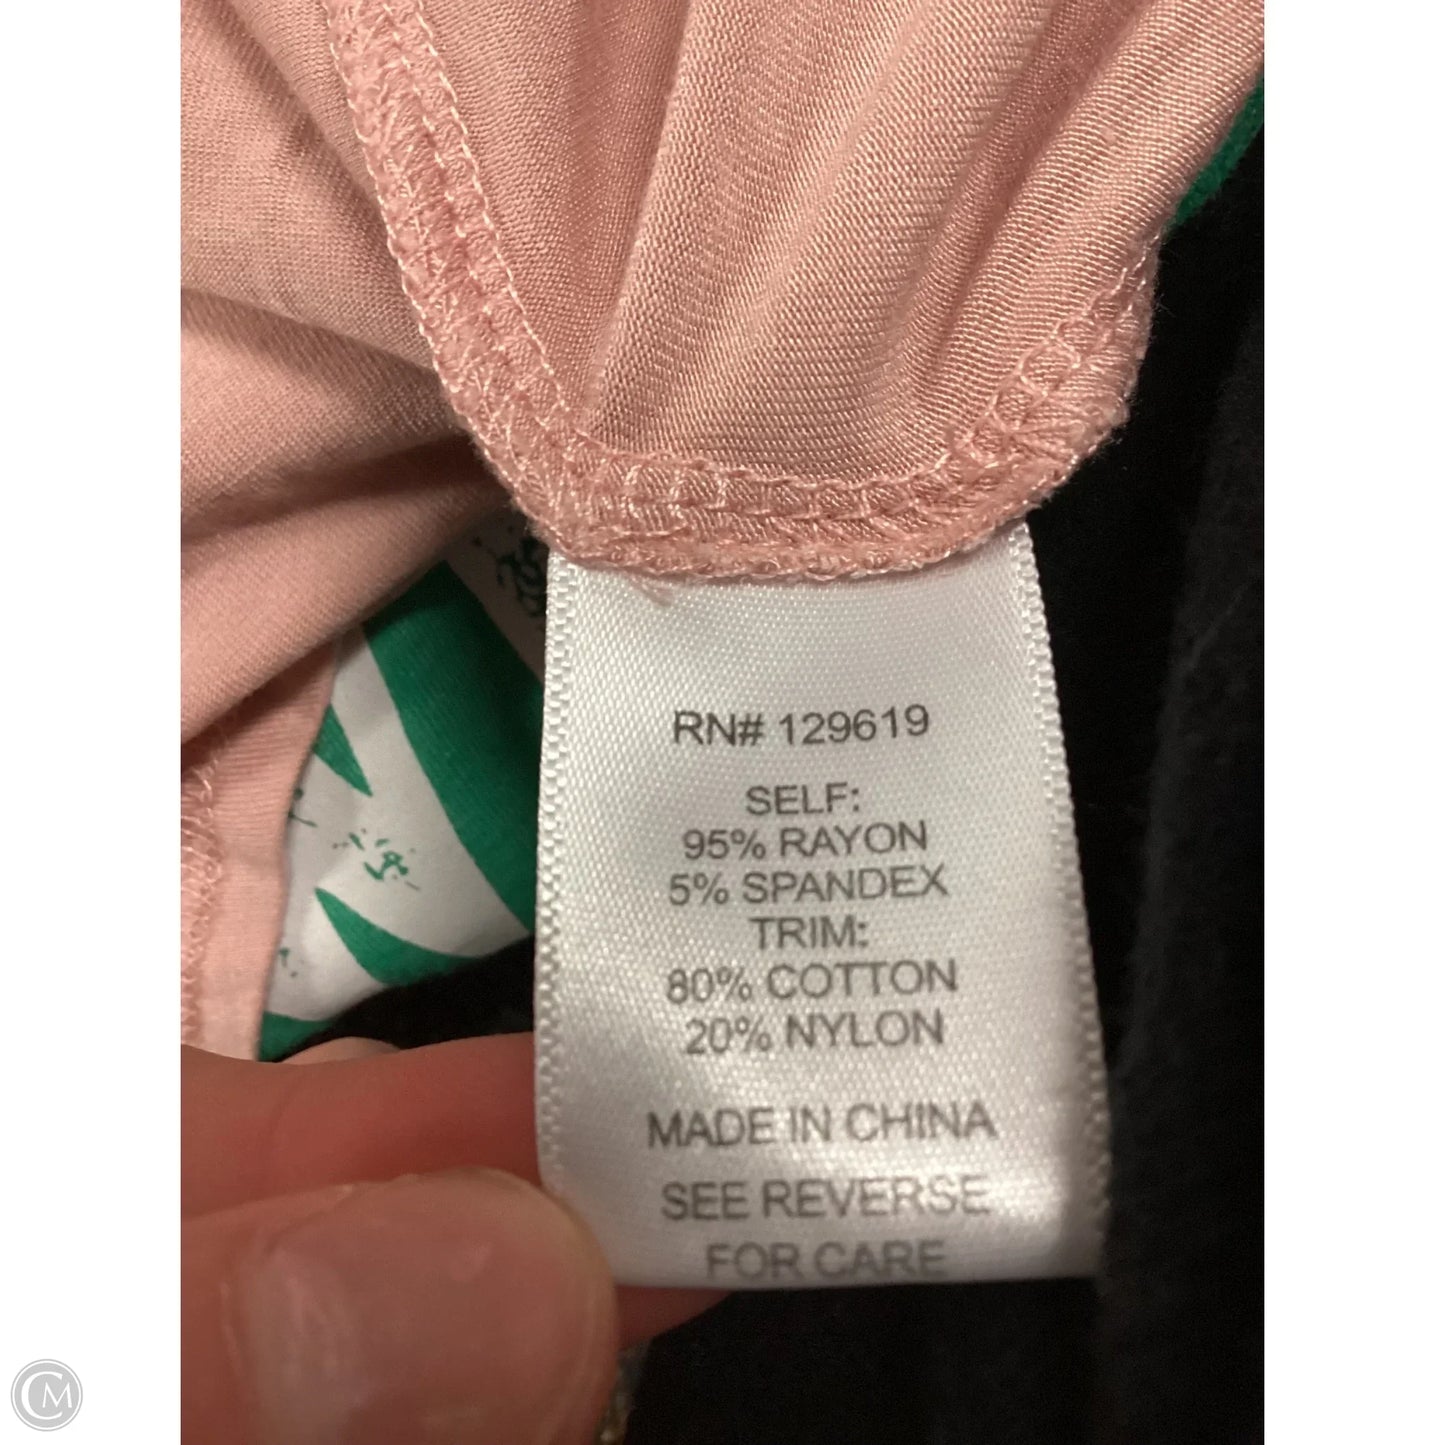 RN# 129619
SELF:
95% RAYON
5% SPANDEX
TRIM:
80% COTTON
20% NYLON
MADE IN CHINA
SEE REVERSE
FOR CARE
CM